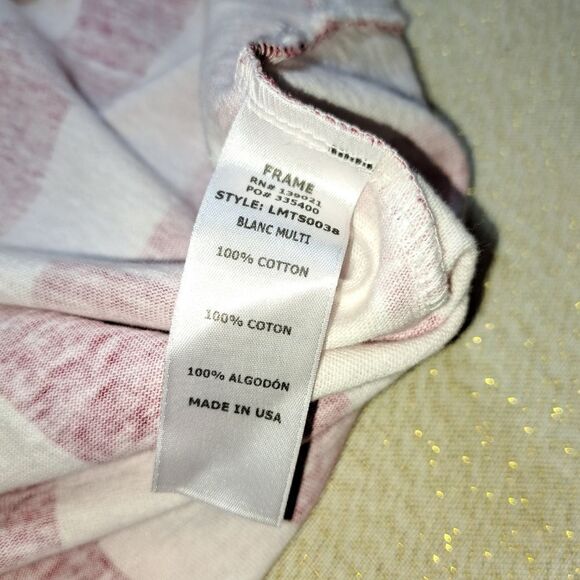 FRAME
RN# 139021
PO# 335400
STYLE: LMTS0038
BLANC MULTI
100% COTTON
100% COTON
100% ALGODÓN
MADE IN USA